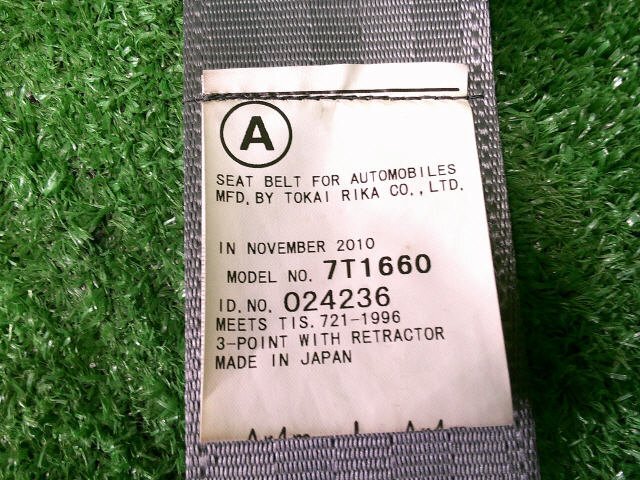 A
SEAT BELT FOR AUTOMOBILES
MFD. BY TOKAI RIKA CO., LTD.
IN NOVEMBER 2010
MODEL NO. 7T1660
ID. NO. 024236
MEETS TIS. 721-1996
3-POINT WITH RETRACTOR
MADE IN JAPAN